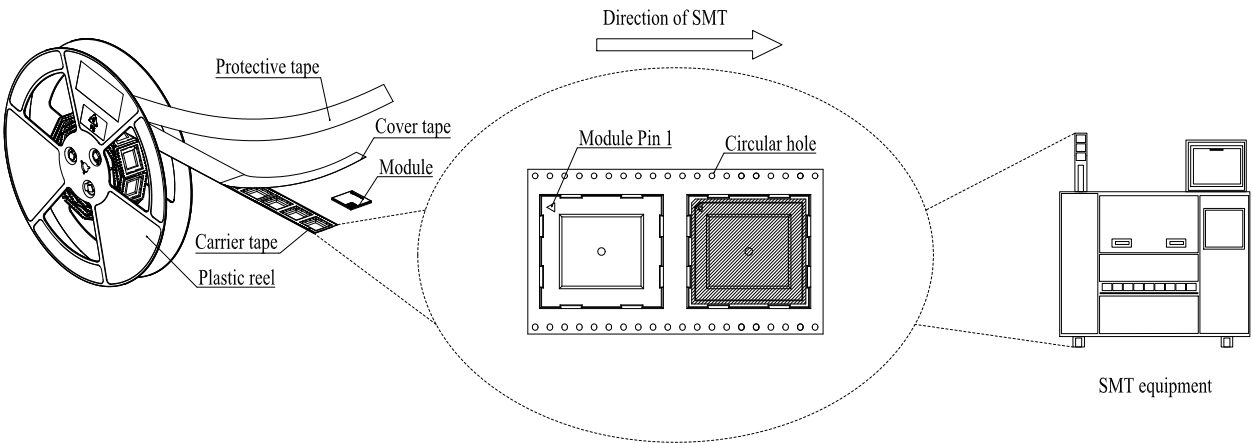 Direction of SMT
Protective tape
Cover tape
Module
Carrier tape
Plastic reel
Module Pin 1
Circular hole
SMT equipment